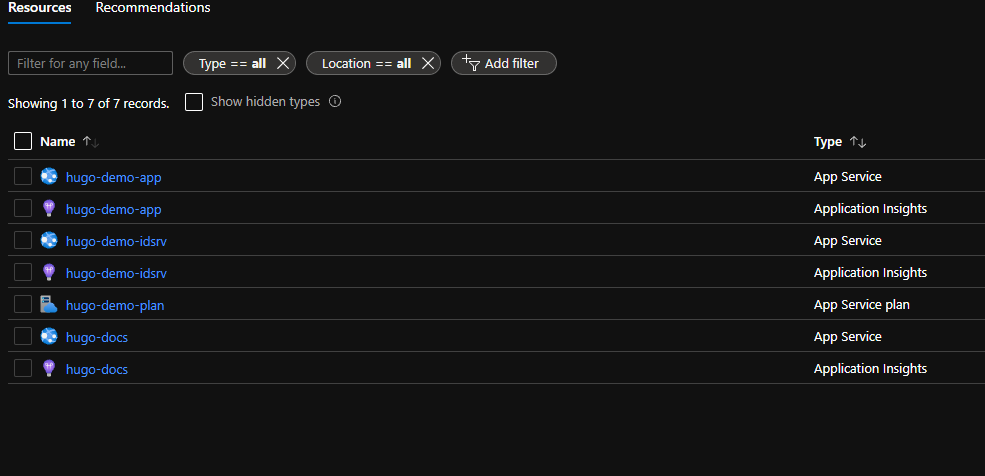 Resources Recommendations
Filter for any field... Type == all Location == all Add filter
Showing 1 to 7 of 7 records. Show hidden types
Name Type
hugo-demo-app App Service
hugo-demo-app Application Insights
hugo-demo-idsrv App Service
hugo-demo-idsrv Application Insights
hugo-demo-plan App Service plan
hugo-docs App Service
hugo-docs Application Insights